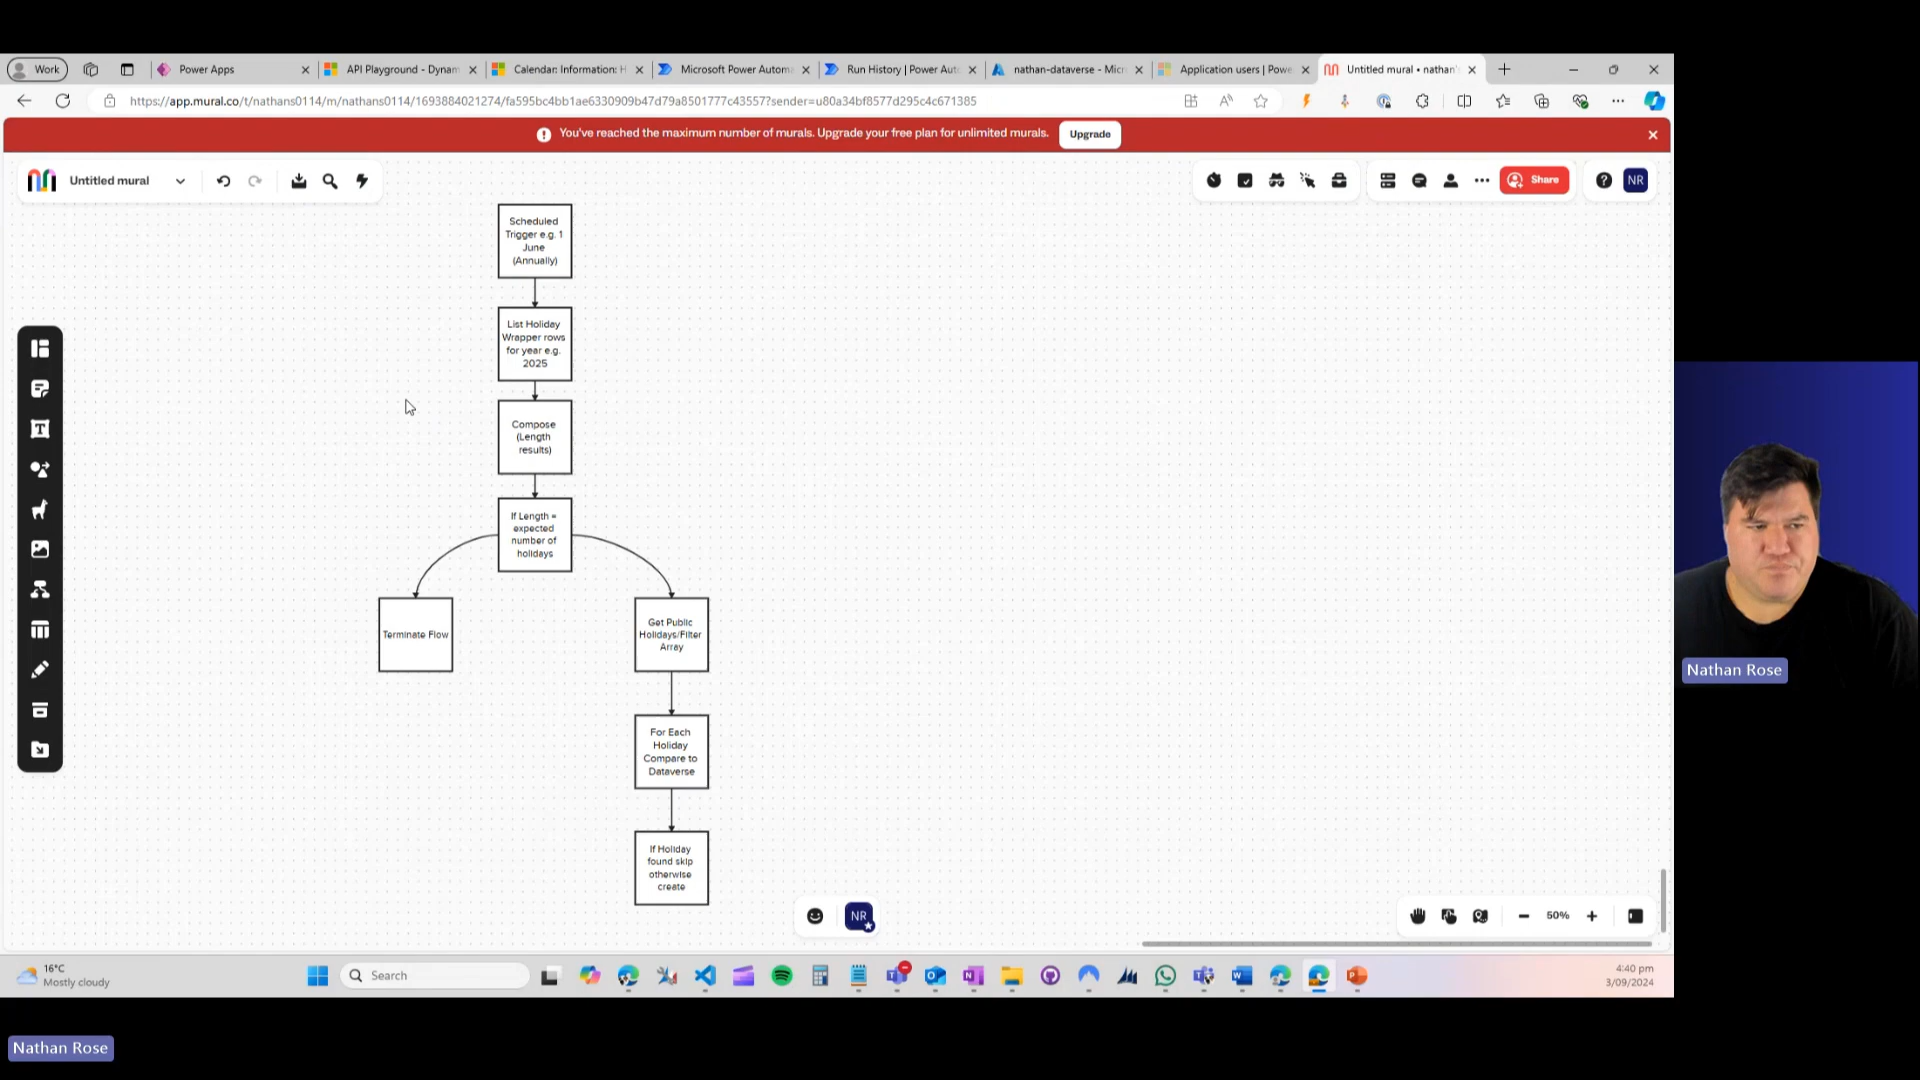 Work
Power Apps
API Playground - Dynam
Calendar: Information: H
Microsoft Power Autom
Run History | Power Aut
nathan-dataverse - Micr
Application users | Powe
Untitled mural • nathan's
https://app.mural.co/t/nathans0114/m/nathans0114/1693884021274/fa595bc4bb1ae6330909b47d79a8501777c43557?sender=u80a34bf8577d295c4c671385
You've reached the maximum number of murals. Upgrade your free plan for unlimited murals.
Upgrade
Untitled mural
Share
NR
Scheduled
Trigger e.g. 1
June
(Annually)
List Holiday
Wrapper rows
for year e.g.
2025
Compose
(Length
results)
If Length =
expected
number of
holidays
Terminate Flow
Get Public
Holidays/Filter
Array
For Each
Holiday
Compare to
Dataverse
If Holiday
found skip
otherwise
create
NR
50%
Nathan Rose
16°C
Mostly cloudy
Search
4:40 pm
3/09/2024
Nathan Rose